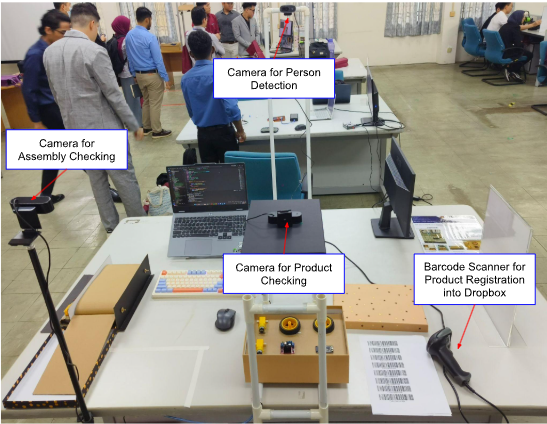 Camera for Person
Detection
Camera for
Assembly Checking
Camera for Product
Checking
Barcode Scanner for
Product Registration
into Dropbox